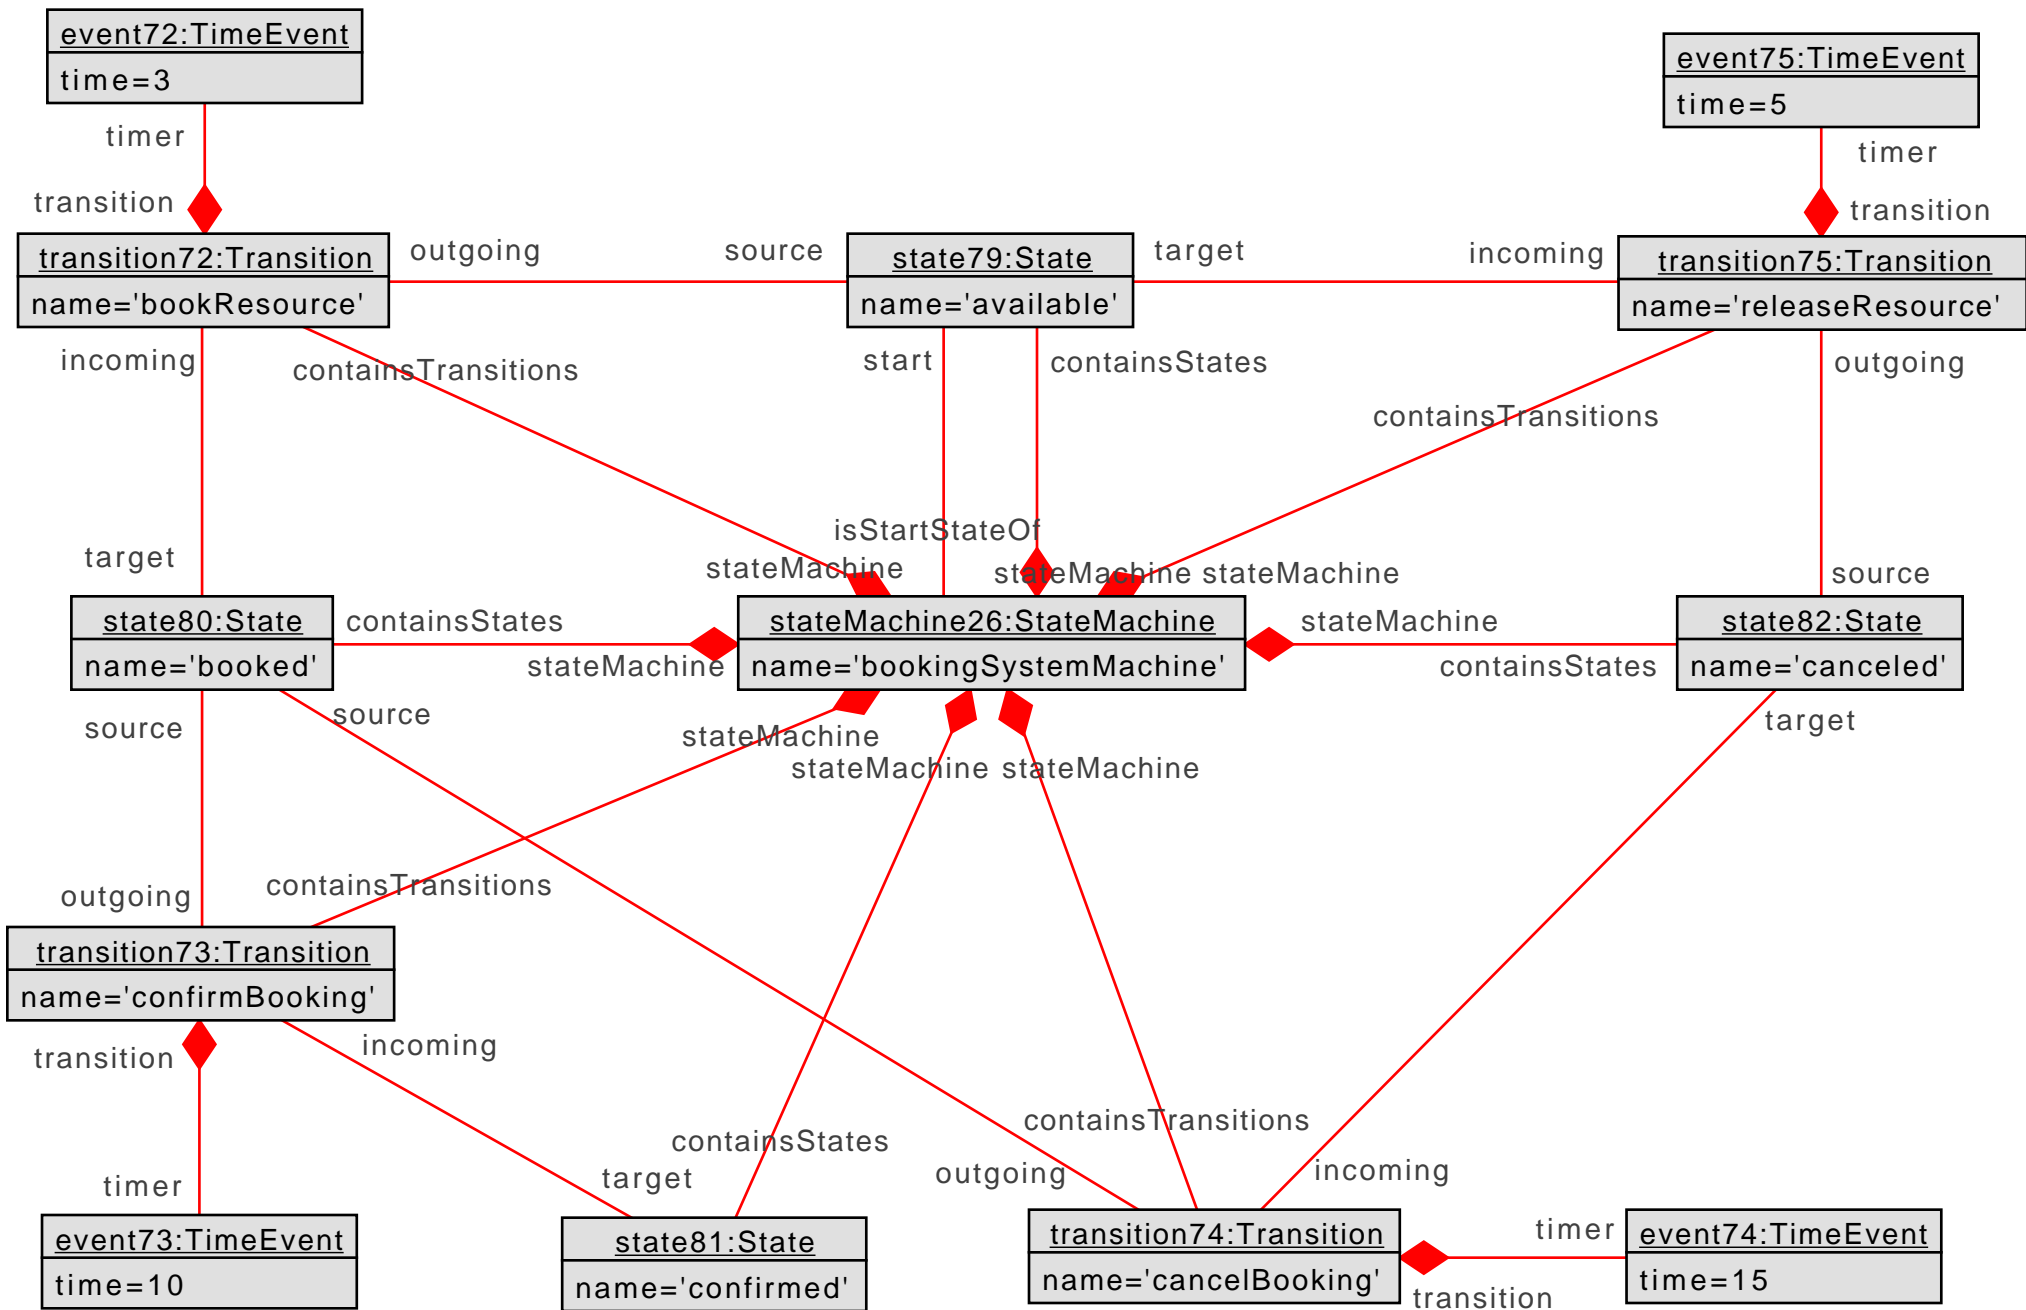 event72:TimeEvent
time=3
event75:TimeEvent
time=5
timer
timer
transition
transition
transition72:Transition
name='bookResource'
outgoing
source
state79:State
name='available'
target
incoming
transition75:Transition
name='releaseResource'
incoming
containsTransitions
start
containsStates
outgoing
containsTransitions
isStartStateOf
target
stateMachine
stateMachine
stateMachine
source
state80:State
name='booked'
containsStates
stateMachine
stateMachine26:StateMachine
name='bookingSystemMachine'
stateMachine
containsStates
state82:State
name='canceled'
source
source
stateMachine
stateMachine
stateMachine
target
outgoing
containsTransitions
transition73:Transition
name='confirmBooking'
transition
incoming
containsStates
containsTransitions
timer
target
outgoing
incoming
event73:TimeEvent
time=10
state81:State
name='confirmed'
transition74:Transition
name='cancelBooking'
timer
transition
event74:TimeEvent
time=15